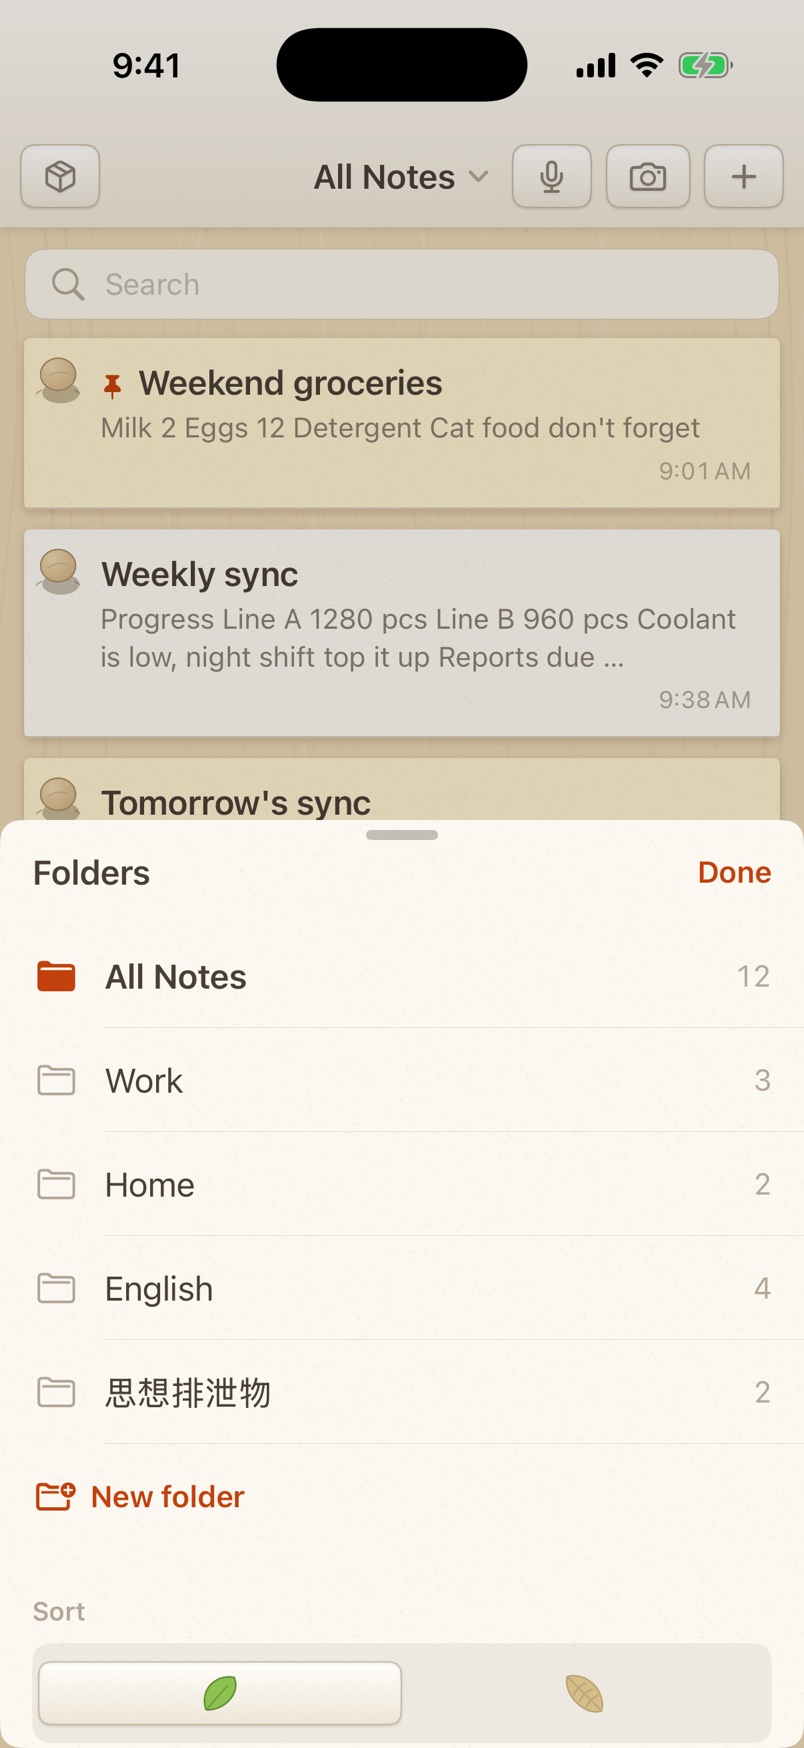 9:41
All Notes
Search
Weekend groceries
Milk 2 Eggs 12 Detergent Cat food don't forget
9:01 AM
Weekly sync
Progress Line A 1280 pcs Line B 960 pcs Coolant
is low, night shift top it up Reports due ...
9:38 AM
Tomorrow's sync
Folders
Done
All Notes 12
Work 3
Home 2
English 4
思想排泄物 2
New folder
Sort